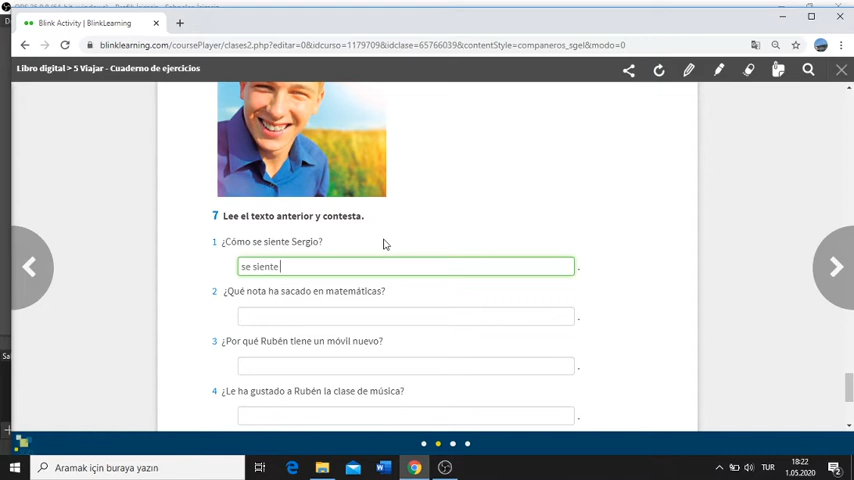 Blink Activity | BlinkLearning
blinklearning.com/coursePlayer/clases2.php?editar=0&idcurso=1179709&idclase=65766039&contentStyle=companeros_sgel&modo=0
Libro digital > 5 Viajar - Cuaderno de ejercicios
7 Lee el texto anterior y contesta.
1 ¿Cómo se siente Sergio?
se siente
.
2 ¿Qué nota ha sacado en matemáticas?
.
3 ¿Por qué Rubén tiene un móvil nuevo?
.
4 ¿Le ha gustado a Rubén la clase de música?
.
Aramak için buraya yazın
TUR
18:22
1.05.2020
2